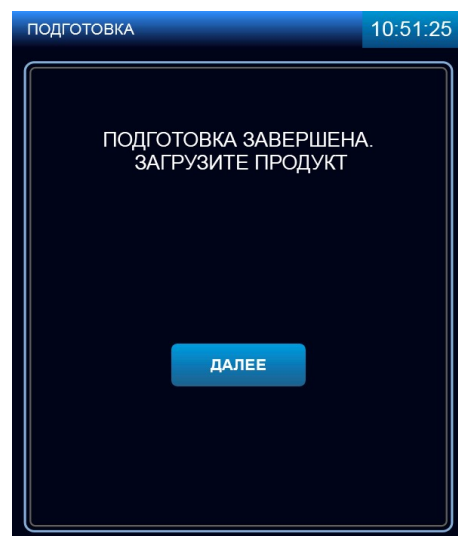 ПОДГОТОВКА 10:51:25
ПОДГОТОВКА ЗАВЕРШЕНА.
ЗАГРУЗИТЕ ПРОДУКТ
ДАЛЕЕ